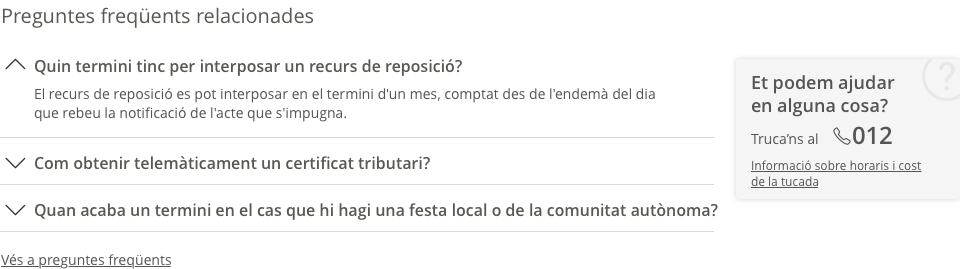 Preguntes freqüents relacionades
Quin termini tinc per interposar un recurs de reposició?
El recurs de reposició es pot interposar en el termini d'un mes, comptat des de l'endemà del dia
que rebeu la notificació de l'acte que s'impugna.
Com obtenir telemàticament un certificat tributari?
Quan acaba un termini en el cas que hi hagi una festa local o de la comunitat autònoma?
Vés a preguntes freqüents
Et podem ajudar
en alguna cosa?
Truca’ns al 012
Informació sobre horaris i cost
de la tucada